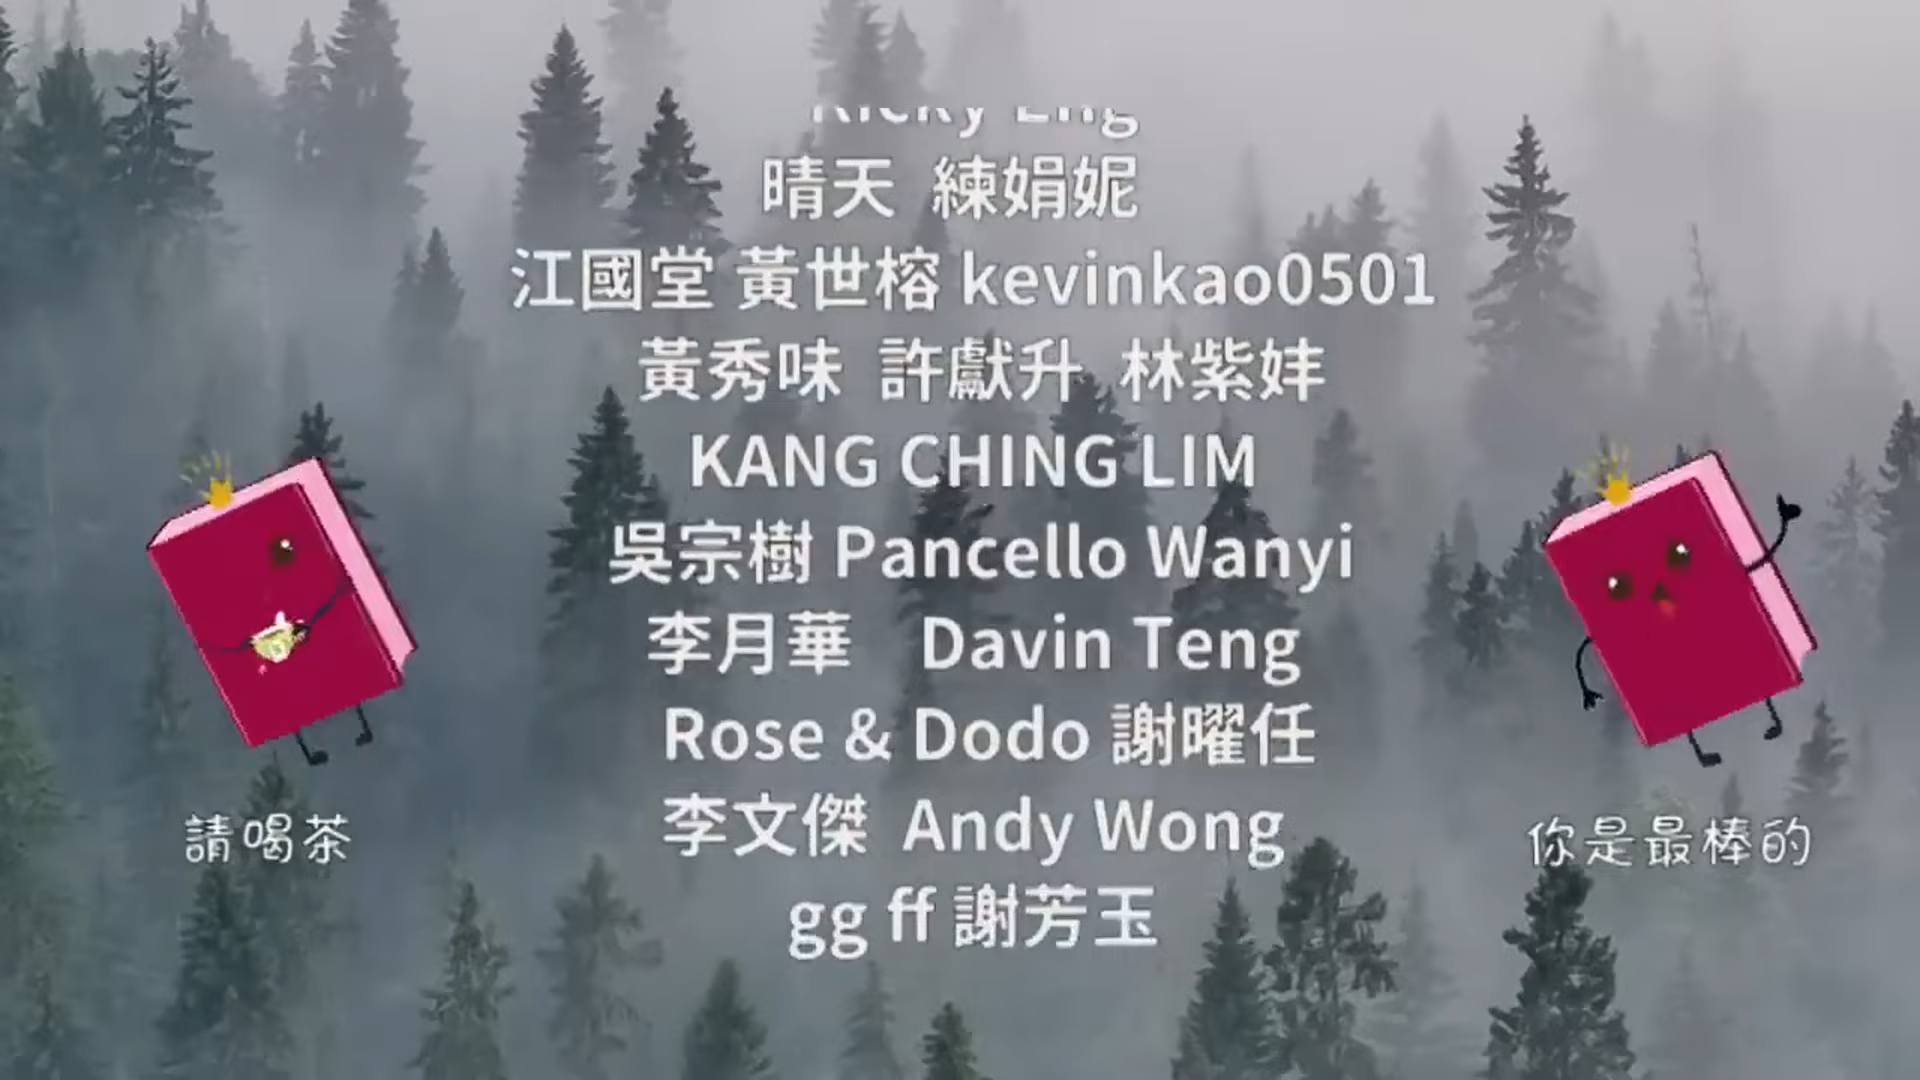 晴天 練娟妮
江國堂 黃世榕 kevinkao0501
黃秀味 許獻升 林紫妦
KANG CHING LIM
吳宗樹 Pancello Wanyi
李月華 Davin Teng
Rose & Dodo 謝曜任
李文傑 Andy Wong
gg ff 謝芳玉
請喝茶
你是最棒的